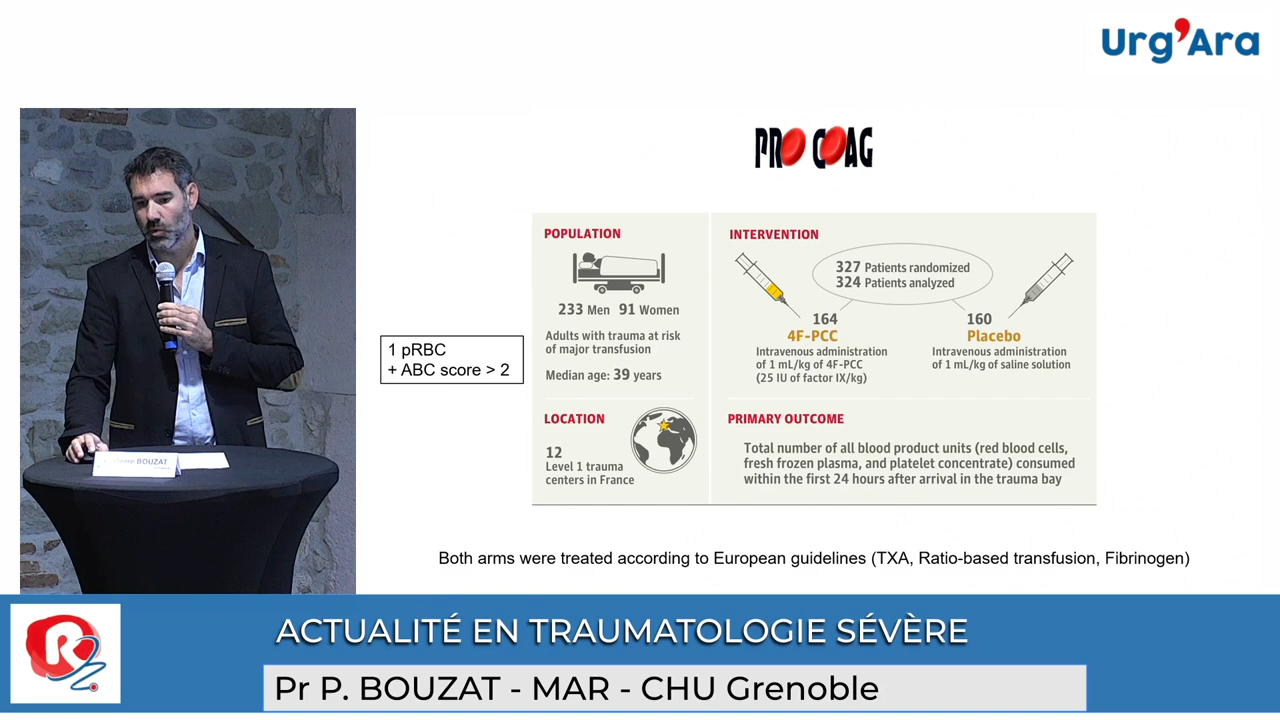 Urg'Ara
PROCOAG
POPULATION
233 Men 91 Women
Adults with trauma at risk
of major transfusion
Median age: 39 years
1 pRBC
+ ABC score > 2
LOCATION
12
Level 1 trauma
centers in France
INTERVENTION
327 Patients randomized
324 Patients analyzed
164
4F-PCC
Intravenous administration
of 1 mL/kg of 4F-PCC
(25 IU of factor IX/kg)
160
Placebo
Intravenous administration
of 1 mL/kg of saline solution
PRIMARY OUTCOME
Total number of all blood product units (red blood cells,
fresh frozen plasma, and platelet concentrate) consumed
within the first 24 hours after arrival in the trauma bay
Both arms were treated according to European guidelines (TXA, Ratio-based transfusion, Fibrinogen)
BOUZAT
R
ACTUALITÉ EN TRAUMATOLOGIE SÉVÈRE
Pr P. BOUZAT - MAR - CHU Grenoble